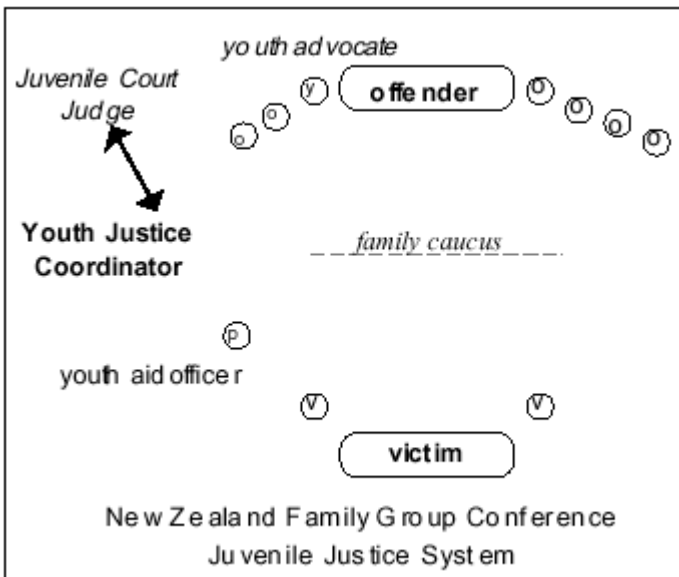 youth advocate
Juvenile Court
Judge
y
offender
o
o
o
o
o
o
Youth Justice
Coordinator
family caucus
p
youth aid officer
v
v
victim
New Zealand Family Group Conference
Juvenile Justice System